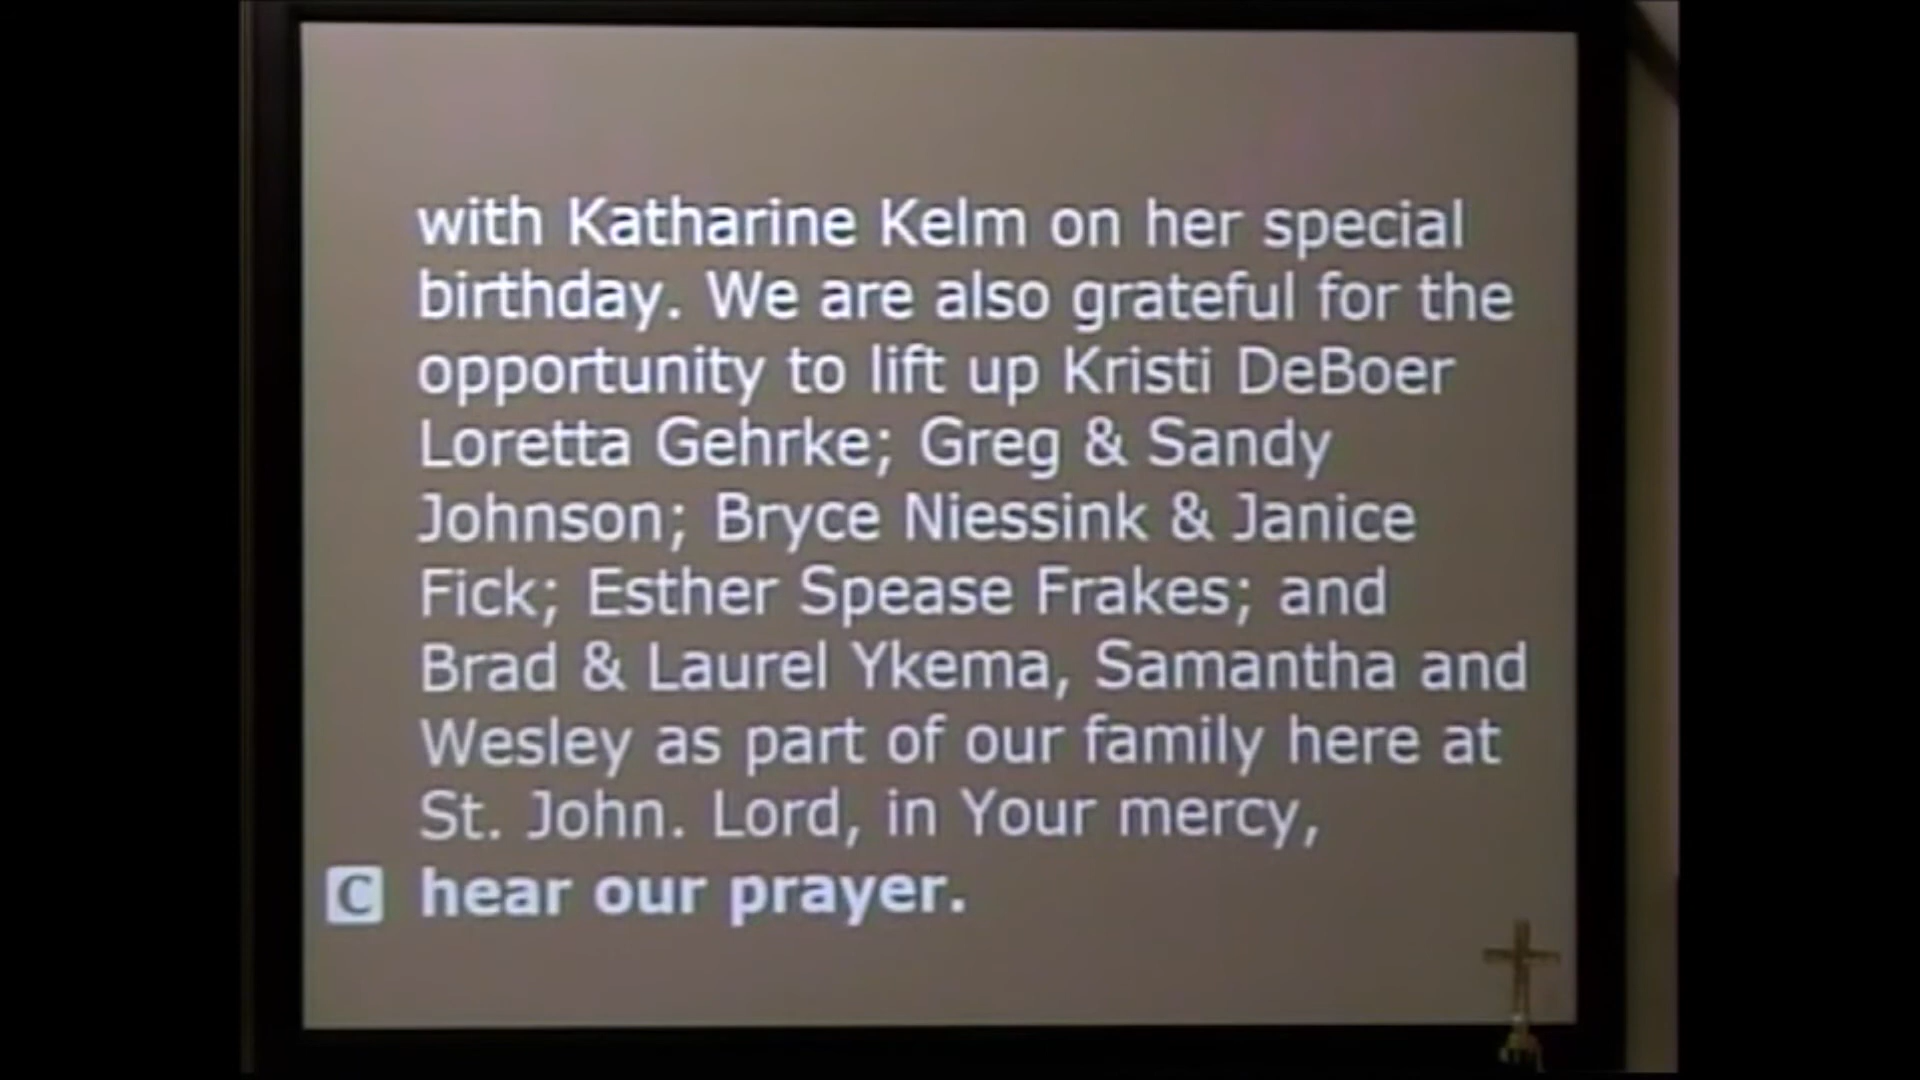 with Katharine Kelm on her special
birthday. We are also grateful for the
opportunity to lift up Kristi DeBoer
Loretta Gehrke; Greg & Sandy
Johnson; Bryce Niessink & Janice
Fick; Esther Spease Frakes; and
Brad & Laurel Ykema, Samantha and
Wesley as part of our family here at
St. John. Lord, in Your mercy,
C hear our prayer.